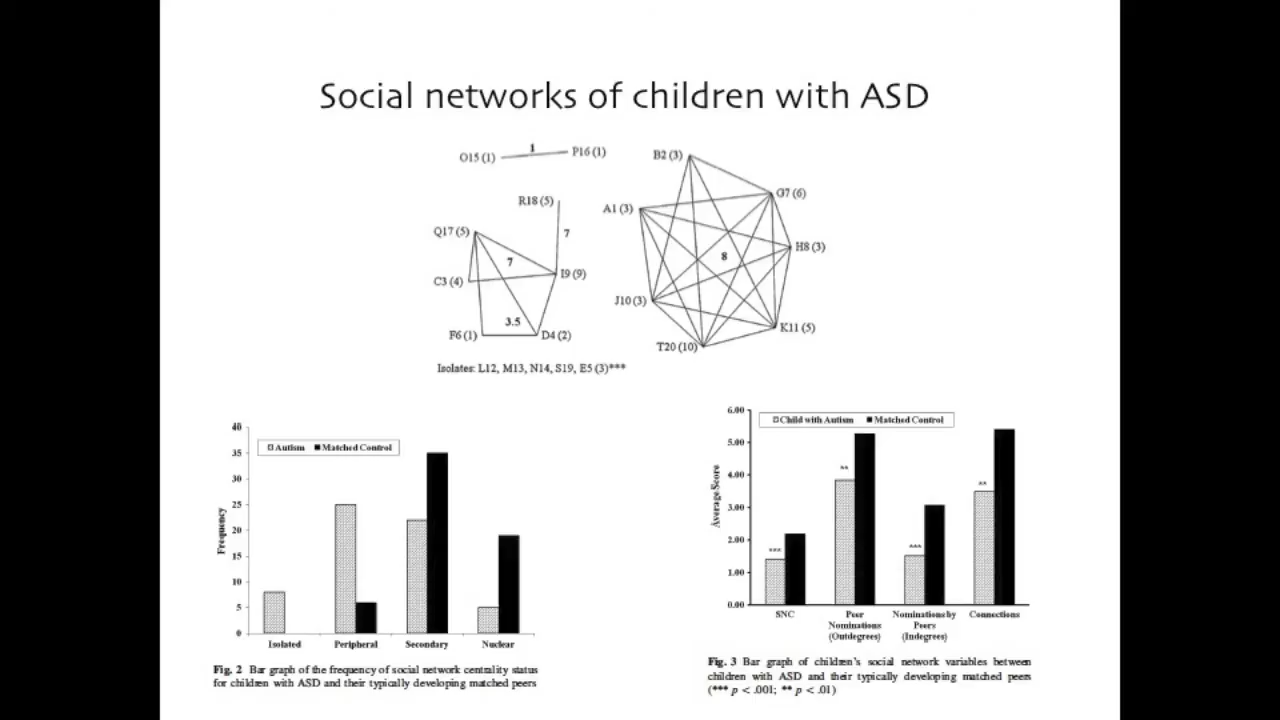 Social networks of children with ASD
O15 (1)
1
P16 (1)
R18 (5)
7
Q17 (5)
7
I9 (9)
C3 (4)
3.5
F6 (1)
D4 (2)
B2 (3)
G7 (6)
A1 (3)
H8 (3)
8
J10 (3)
K11 (5)
T20 (10)
Isolates: L12, M13, N14, S19, E5 (3)***
40
35
30
25
20
15
10
5
0
Frequency
Autism Matched Control
Isolated Peripheral Secondary Nuclear
Fig. 2 Bar graph of the frequency of social network centrality status
for children with ASD and their typically developing matched peers
6.00
5.00
4.00
3.00
2.00
1.00
0.00
Average Score
Child with Autism Matched Control
***
**
***
**
SNC
Peer
Nominations
(Outdegrees)
Nominations by
Peers
(Indegrees)
Connections
Fig. 3 Bar graph of children's social network variables between
children with ASD and their typically developing matched peers
(*** p < .001; ** p < .01)